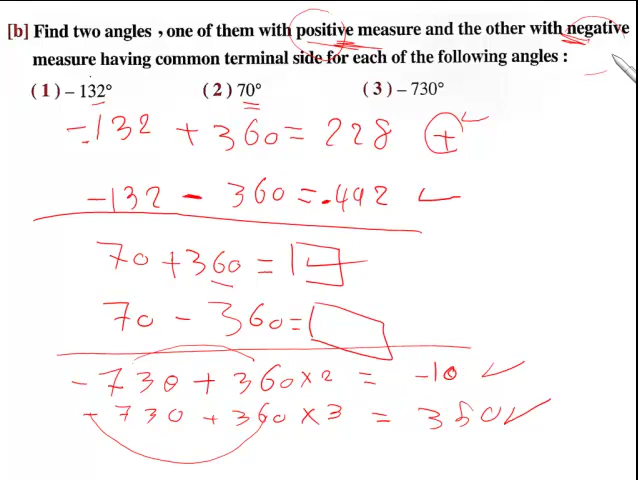 [b] Find two angles , one of them with positive measure and the other with negative
measure having common terminal side for each of the following angles :
(1) – 132° (2) 70° (3) – 730°
-132 + 360 = 228 +
-132 - 360 = -492
70 + 360 =
70 - 360 =
-730 + 360 × 2 = -10
-730 + 360 × 3 = 350